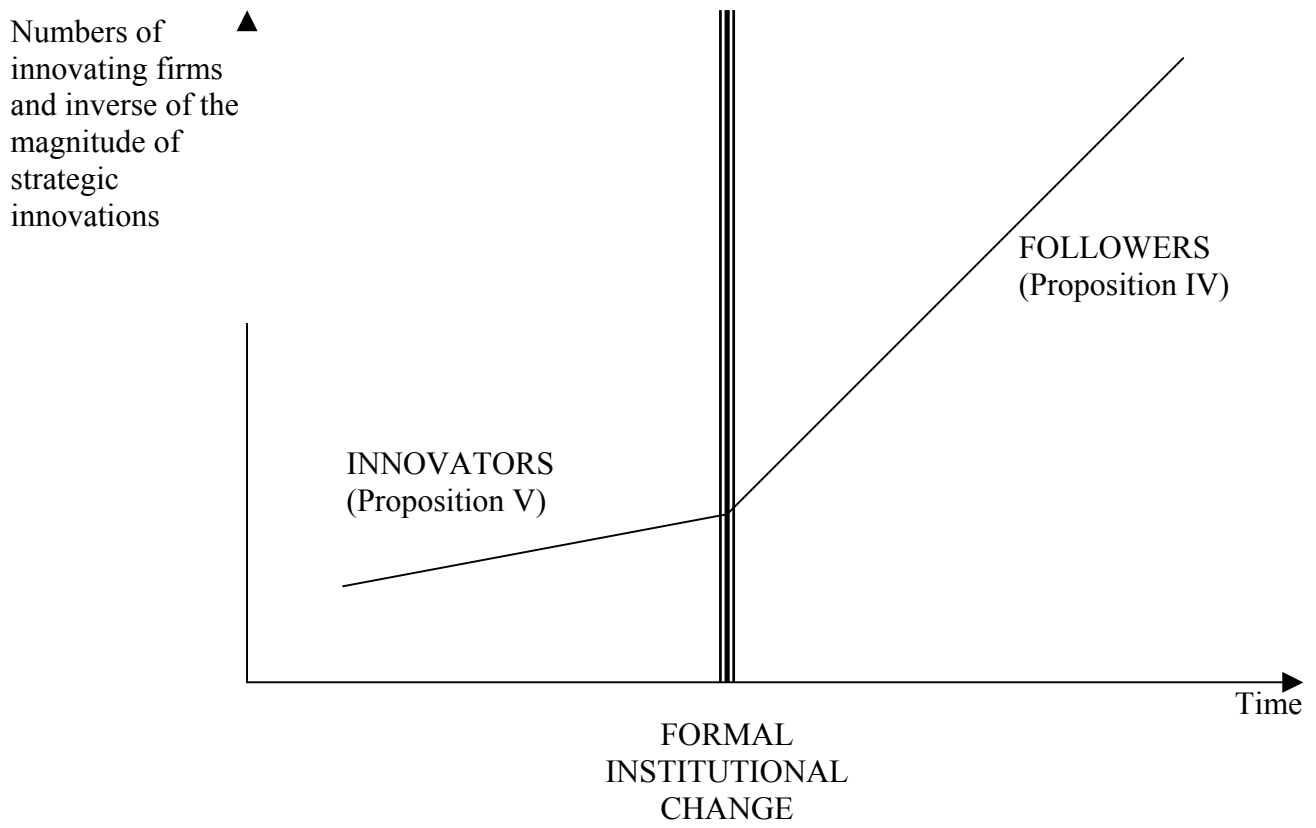 Numbers of
innovating firms
and inverse of the
magnitude of
strategic
innovations
FOLLOWERS
(Proposition IV)
INNOVATORS
(Proposition V)
Time
FORMAL
INSTITUTIONAL
CHANGE